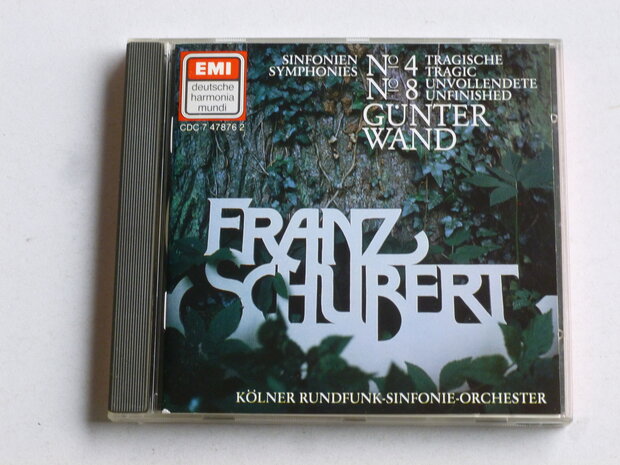 EMI
deutsche
harmonia
mundi
CDC 7 47876 2
SINFONIEN No 4 TRAGISCHE
SYMPHONIES TRAGIC
No 8 UNVOLLENDETE
UNFINISHED
GÜNTER
WAND
FRANZ
SCHUBERT
KÖLNER RUNDFUNK-SINFONIE-ORCHESTER